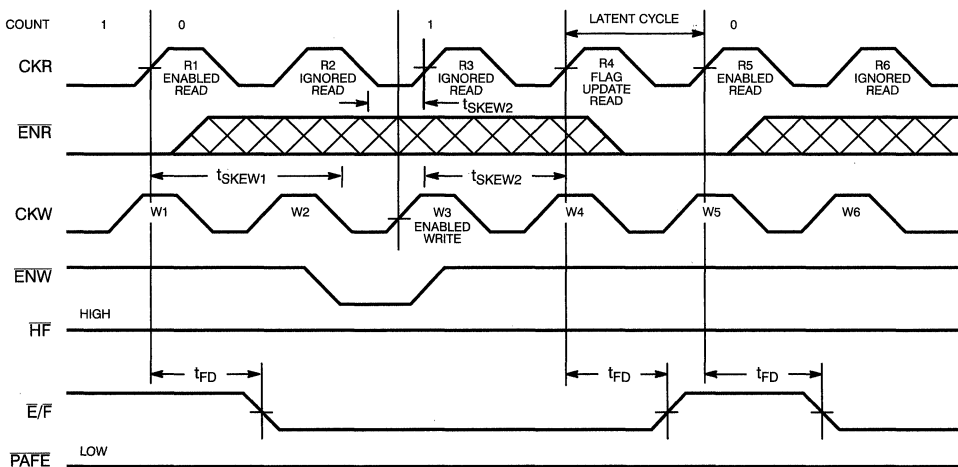 COUNT 1 0 1 LATENT CYCLE 0
CKR
R1
ENABLED
READ
R2
IGNORED
READ
R3
IGNORED
READ
R4
FLAG
UPDATE
READ
R5
ENABLED
READ
R6
IGNORED
READ
tSKEW2
ENR
tSKEW1 tSKEW2
CKW
W1 W2 W3 W4 W5 W6
ENABLED
WRITE
ENW
HIGH
HF
tFD tFD tFD
E/F
LOW
PAFE